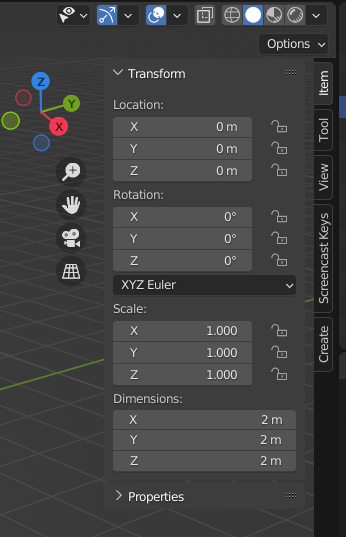 Options
Z
Y
X
Transform
Location:
X 0 m
Y 0 m
Z 0 m
Rotation:
X 0°
Y 0°
Z 0°
XYZ Euler
Scale:
X 1.000
Y 1.000
Z 1.000
Dimensions:
X 2 m
Y 2 m
Z 2 m
Properties
Item
Tool
View
Screencast Keys
Create